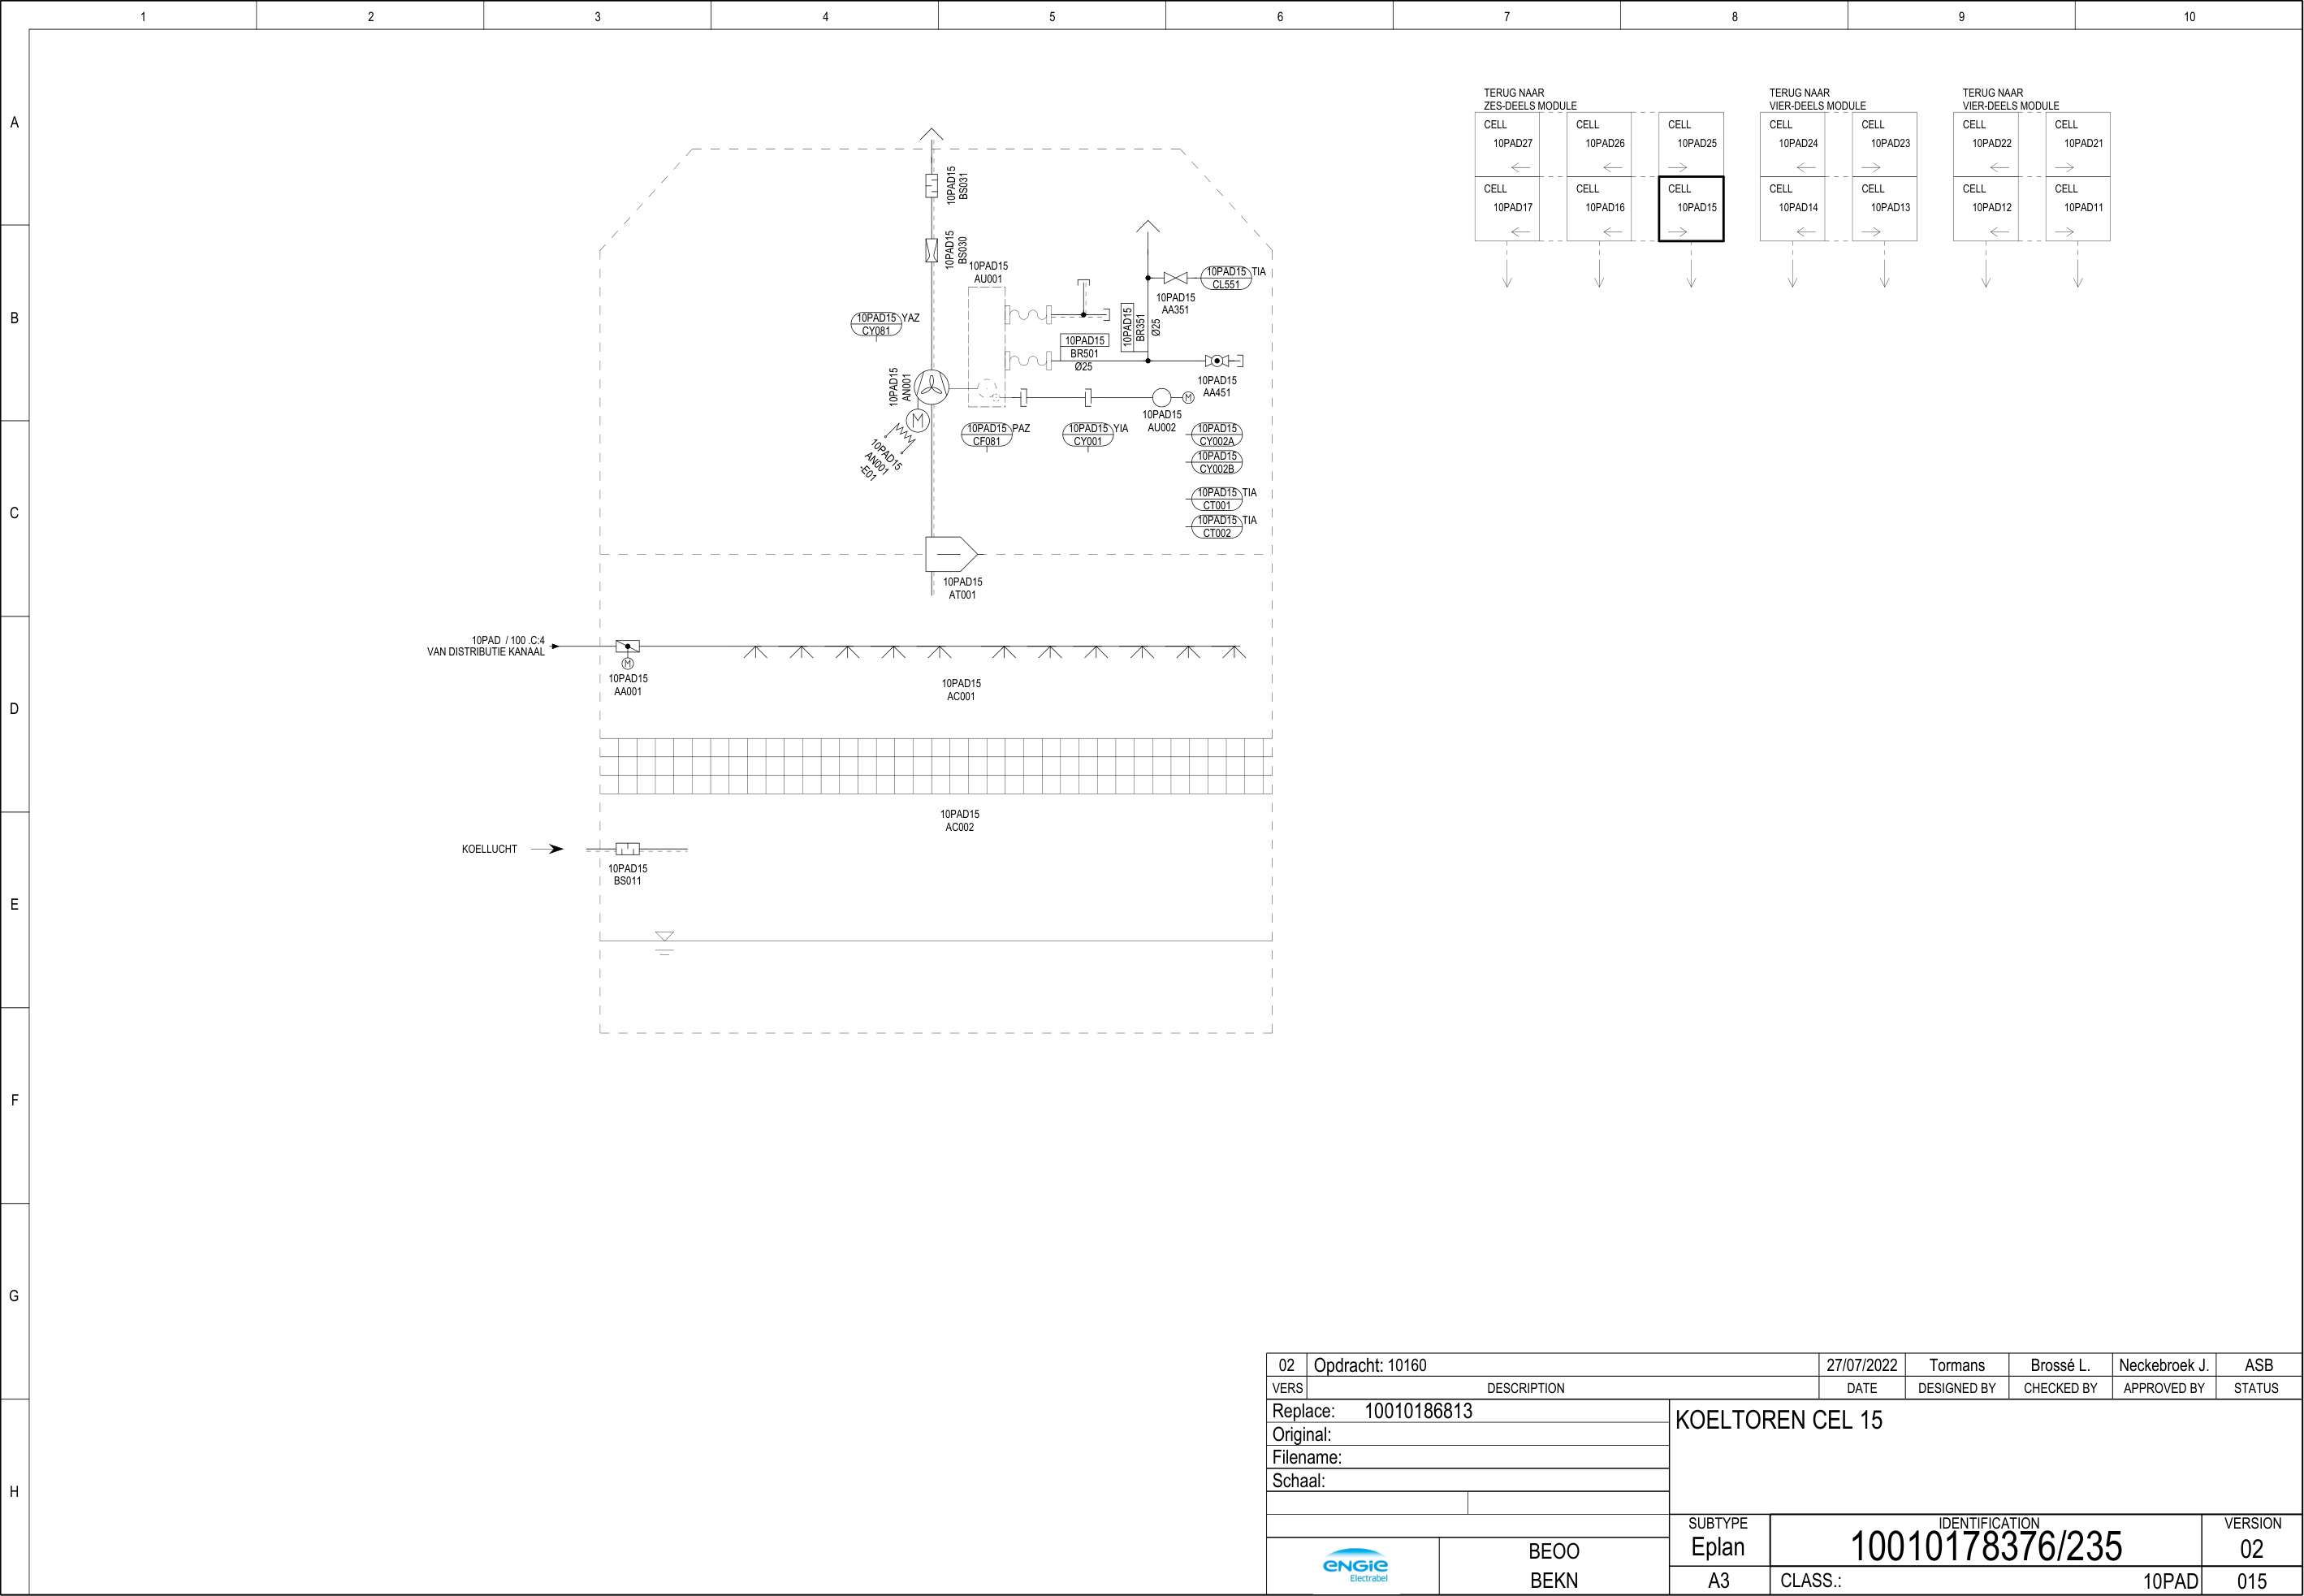 1 2 3 4 5 6 7 8 9 10
A
B
C
D
E
F
G
H
TERUG NAAR
ZES-DEELS MODULE
TERUG NAAR
VIER-DEELS MODULE
TERUG NAAR
VIER-DEELS MODULE
CELL
10PAD27
CELL
10PAD26
CELL
10PAD25
CELL
10PAD24
CELL
10PAD23
CELL
10PAD22
CELL
10PAD21
CELL
10PAD17
CELL
10PAD16
CELL
10PAD15
CELL
10PAD14
CELL
10PAD13
CELL
10PAD12
CELL
10PAD11
10PAD15
BS031
10PAD15
BS030
10PAD15
AU001
10PAD15 TIA
CL551
10PAD15
AA351
10PAD15
BR351
Ø25
10PAD15 YAZ
CY081
10PAD15
BR501
Ø25
10PAD15
AN001
M
10PAD15
AN001
-E01
10PAD15
AA451
M
10PAD15
AU002
10PAD15 PAZ
CF081
10PAD15 YIA
CY001
10PAD15
CY002A
10PAD15
CY002B
10PAD15 TIA
CT001
10PAD15 TIA
CT002
10PAD15
AT001
10PAD / 100 .C:4
VAN DISTRIBUTIE KANAAL
M
10PAD15
AA001
10PAD15
AC001
10PAD15
AC002
KOELLUCHT
10PAD15
BS011
02 Opdracht: 10160 27/07/2022 Tormans Brossé L. Neckebroek J. ASB
VERS DESCRIPTION DATE DESIGNED BY CHECKED BY APPROVED BY STATUS
Replace: 10010186813
Original:
Filename:
Schaal:
KOELTOREN CEL 15
ENGIE
Electrabel
BEOO
BEKN
SUBTYPE
Eplan
A3
IDENTIFICATION
10010178376/235
CLASS.: 10PAD
VERSION
02
015